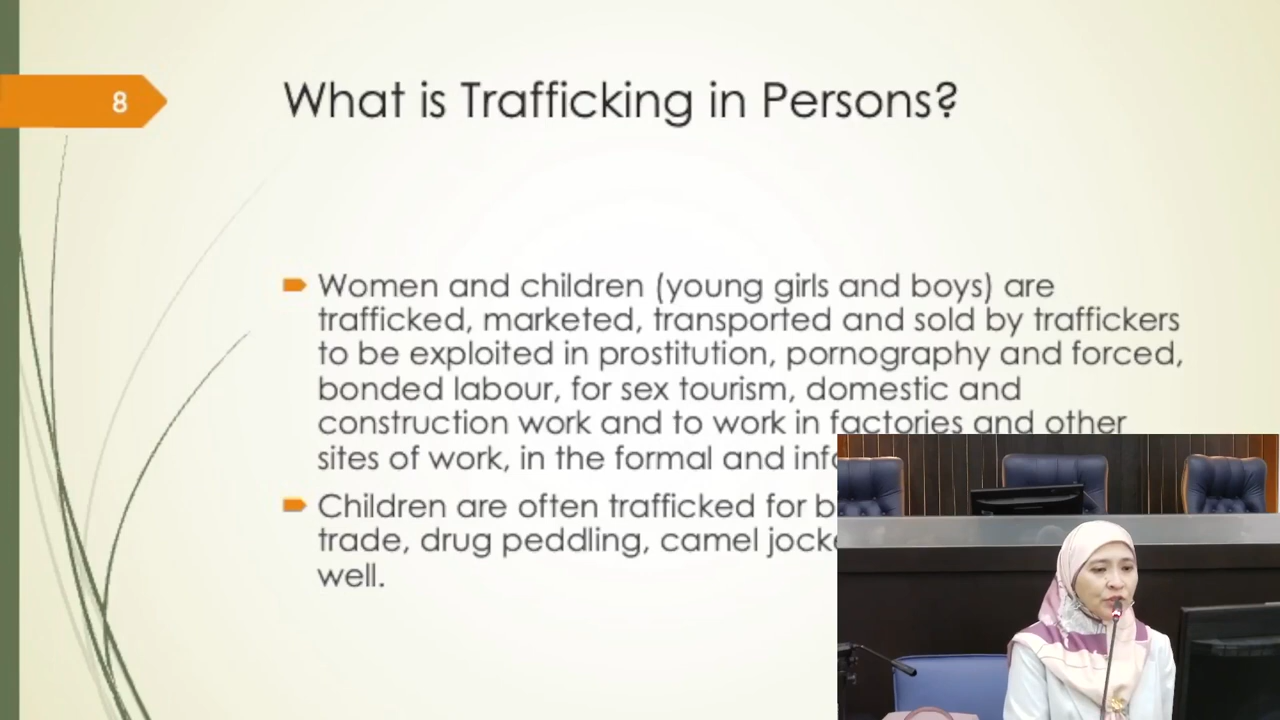 8
What is Trafficking in Persons?
Women and children (young girls and boys) are
trafficked, marketed, transported and sold by traffickers
to be exploited in prostitution, pornography and forced,
bonded labour, for sex tourism, domestic and
construction work and to work in factories and other
sites of work, in the formal and
Children are often trafficked for
trade, drug peddling, camel
well.